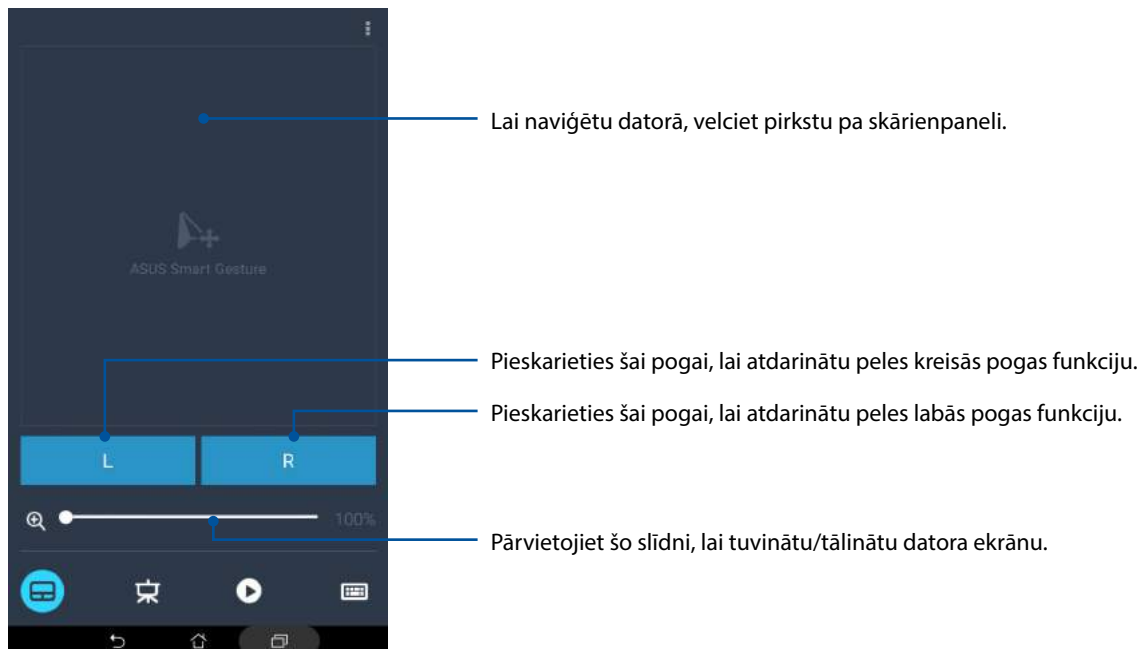 Lai naviģētu datorā, velciet pirkstu pa skārienpaneli.
ASUS Smart Gesture
Pieskarieties šai pogai, lai atdarinātu peles kreisās pogas funkciju.
Pieskarieties šai pogai, lai atdarinātu peles labās pogas funkciju.
L
R
100%
Pārvietojiet šo slīdni, lai tuvinātu/tālinātu datora ekrānu.